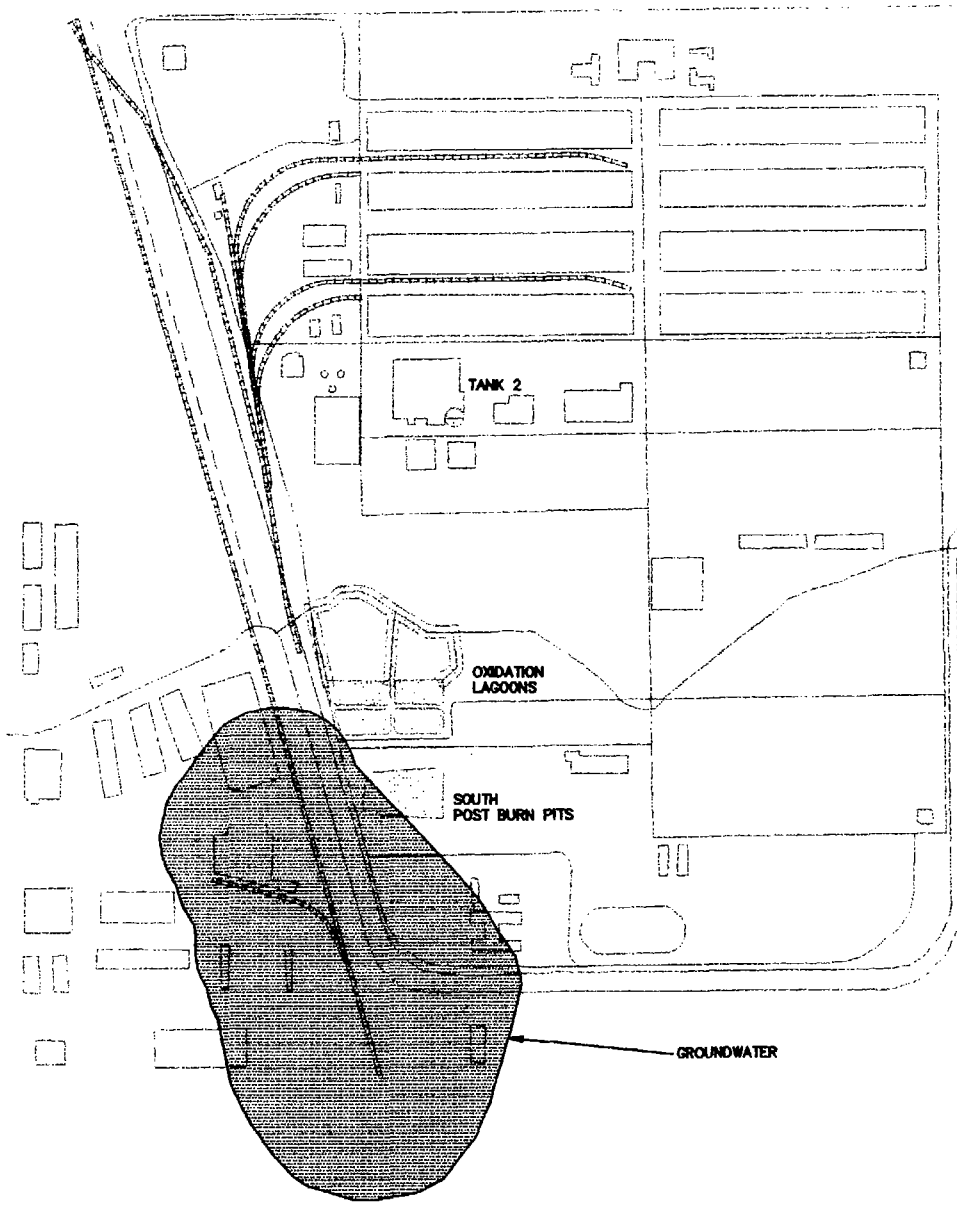 TANK 2
OXIDATION
LAGOONS
SOUTH
POST BURN PITS
GROUNDWATER